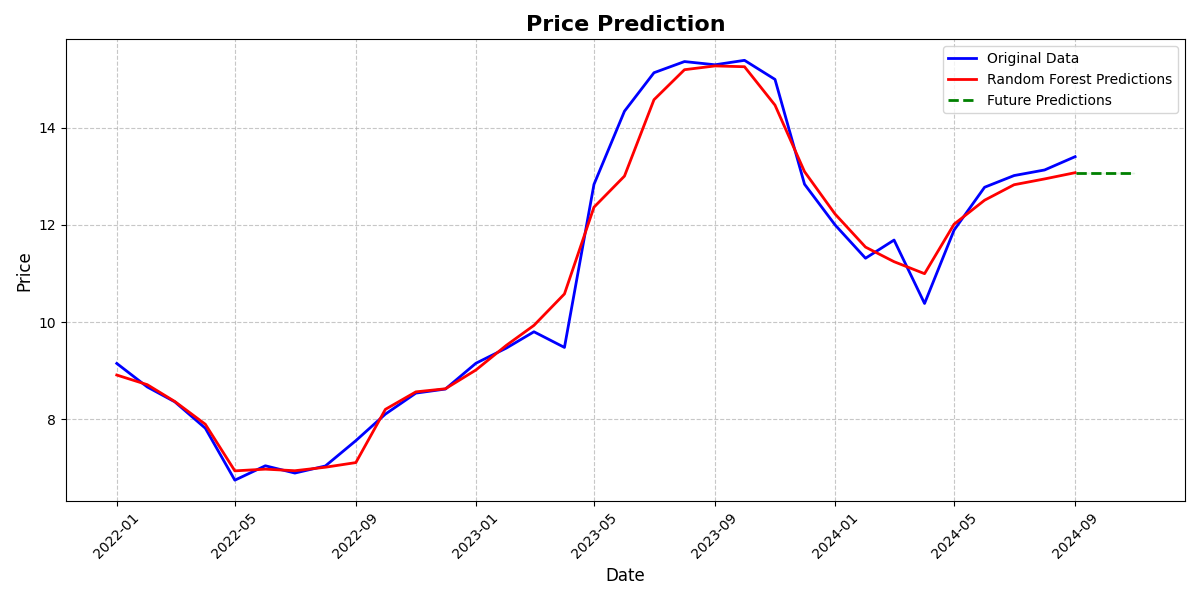 Price Prediction
Original Data
Random Forest Predictions
Future Predictions
Price
14
12
10
8
2022-01
2022-05
2022-09
2023-01
2023-05
2023-09
2024-01
2024-05
2024-09
Date